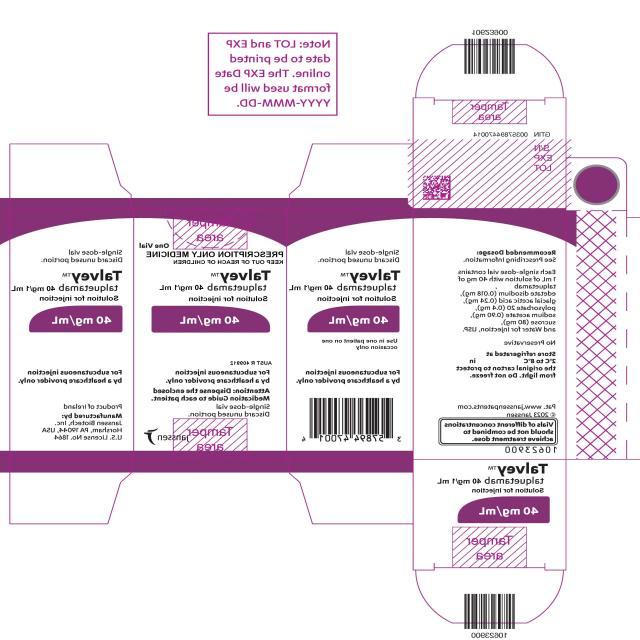 Note: LOT and EXP
date to be printed
online. The EXP Date
format used will be
YYYY-MMM-DD.
Tamper
area
GTIN 00357894470014
S/N
EXP
LOT
Recommended Dosage:
See Prescribing Information.
Each single-dose vial contains
1 mL of solution with 40 mg of
talquetamab
edetate disodium (0.018 mg),
glacial acetic acid (0.24 mg),
polysorbate 20 (0.4 mg),
sodium acetate (0.90 mg),
sucrose (80 mg),
and Water for Injection, USP.
No Preservative
Store refrigerated at
2°C to 8°C in
the original carton to protect
from light. Do not freeze.
Pat. www.janssenpatents.com
© 2023 Janssen
Vials of different concentrations
should not be combined to
achieve treatment dose.
10623900
Talvey™
talquetamab 40 mg/1 mL
Solution for injection
40 mg/mL
Tamper
area
10623900
Single-dose vial
Discard unused portion.
Talvey™
talquetamab 40 mg/1 mL
Solution for injection
40 mg/mL
Use in one patient on one
occasion only
For subcutaneous injection
by a healthcare provider only.
3 57894 47001 4
Tamper
area
One Vial
PRESCRIPTION ONLY MEDICINE
KEEP OUT OF REACH OF CHILDREN
Talvey™
talquetamab 40 mg/1 mL
Solution for injection
40 mg/mL
AUST R 409912
For subcutaneous injection
by a healthcare provider only.
Attention: Dispense the enclosed
Medication Guide to each patient.
Single-dose vial
Discard unused portion.
Tamper
area
janssen
Single-dose vial
Discard unused portion.
Talvey™
talquetamab 40 mg/1 mL
Solution for injection
40 mg/mL
For subcutaneous injection
by a healthcare provider only.
Product of Ireland
Manufactured by:
Janssen Biotech, Inc.
Horsham, PA 19044, USA
U.S. License No. 1864